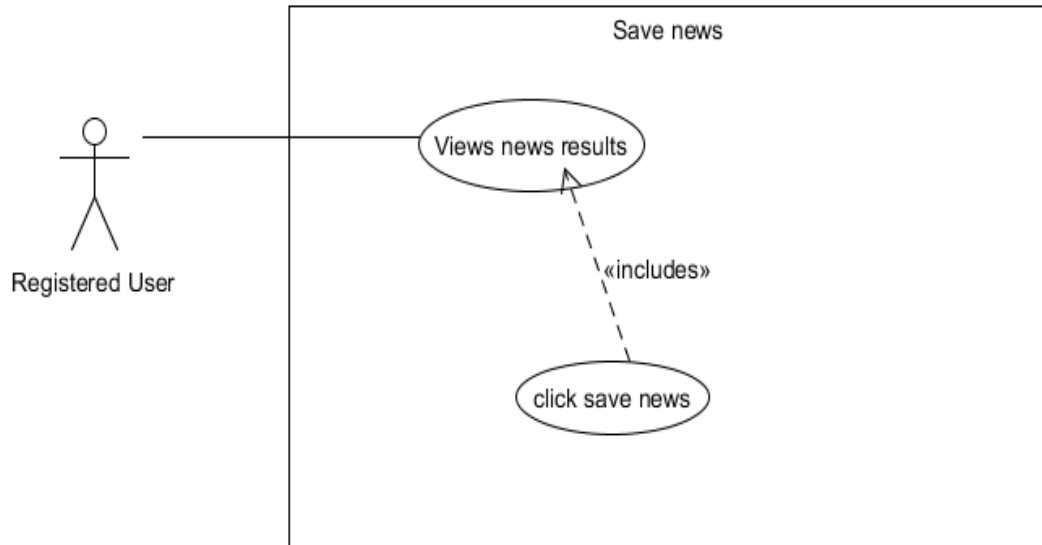 Save news
Views news results
Registered User
«includes»
click save news